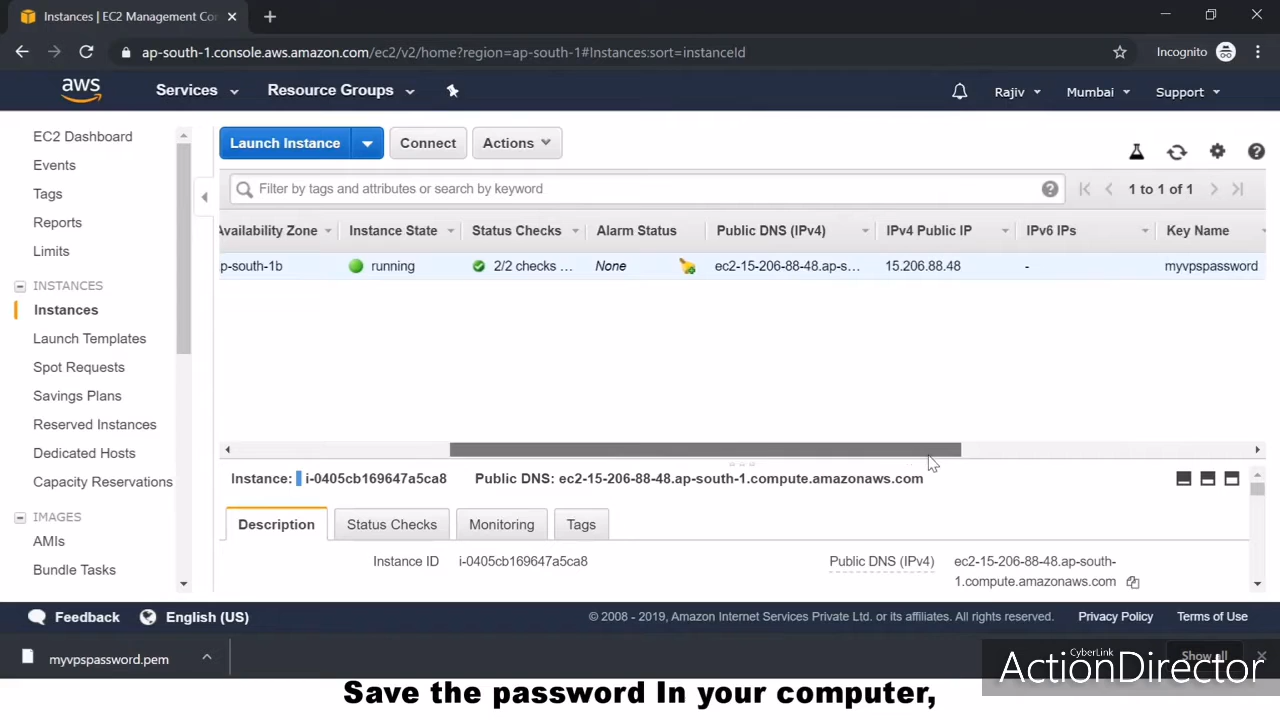 Instances | EC2 Management Co
ap-south-1.console.aws.amazon.com/ec2/v2/home?region=ap-south-1#Instances:sort=instanceId
Incognito
aws
Services
Resource Groups
Rajiv
Mumbai
Support
EC2 Dashboard
Events
Tags
Reports
Limits
INSTANCES
Instances
Launch Templates
Spot Requests
Savings Plans
Reserved Instances
Dedicated Hosts
Capacity Reservations
IMAGES
AMIs
Bundle Tasks
Launch Instance
Connect
Actions
Filter by tags and attributes or search by keyword
1 to 1 of 1
Availability Zone Instance State Status Checks Alarm Status Public DNS (IPv4) IPv4 Public IP IPv6 IPs Key Name
p-south-1b running 2/2 checks ... None ec2-15-206-88-48.ap-s... 15.206.88.48 - myvpspassword
Instance: i-0405cb169647a5ca8 Public DNS: ec2-15-206-88-48.ap-south-1.compute.amazonaws.com
Description Status Checks Monitoring Tags
Instance ID i-0405cb169647a5ca8
Public DNS (IPv4) ec2-15-206-88-48.ap-south-
1.compute.amazonaws.com
Feedback
English (US)
© 2008 - 2019, Amazon Internet Services Private Ltd. or its affiliates. All rights reserved.
Privacy Policy
Terms of Use
myvpspassword.pem
Show all
CyberLink
ActionDirector
Save the password In your computer,